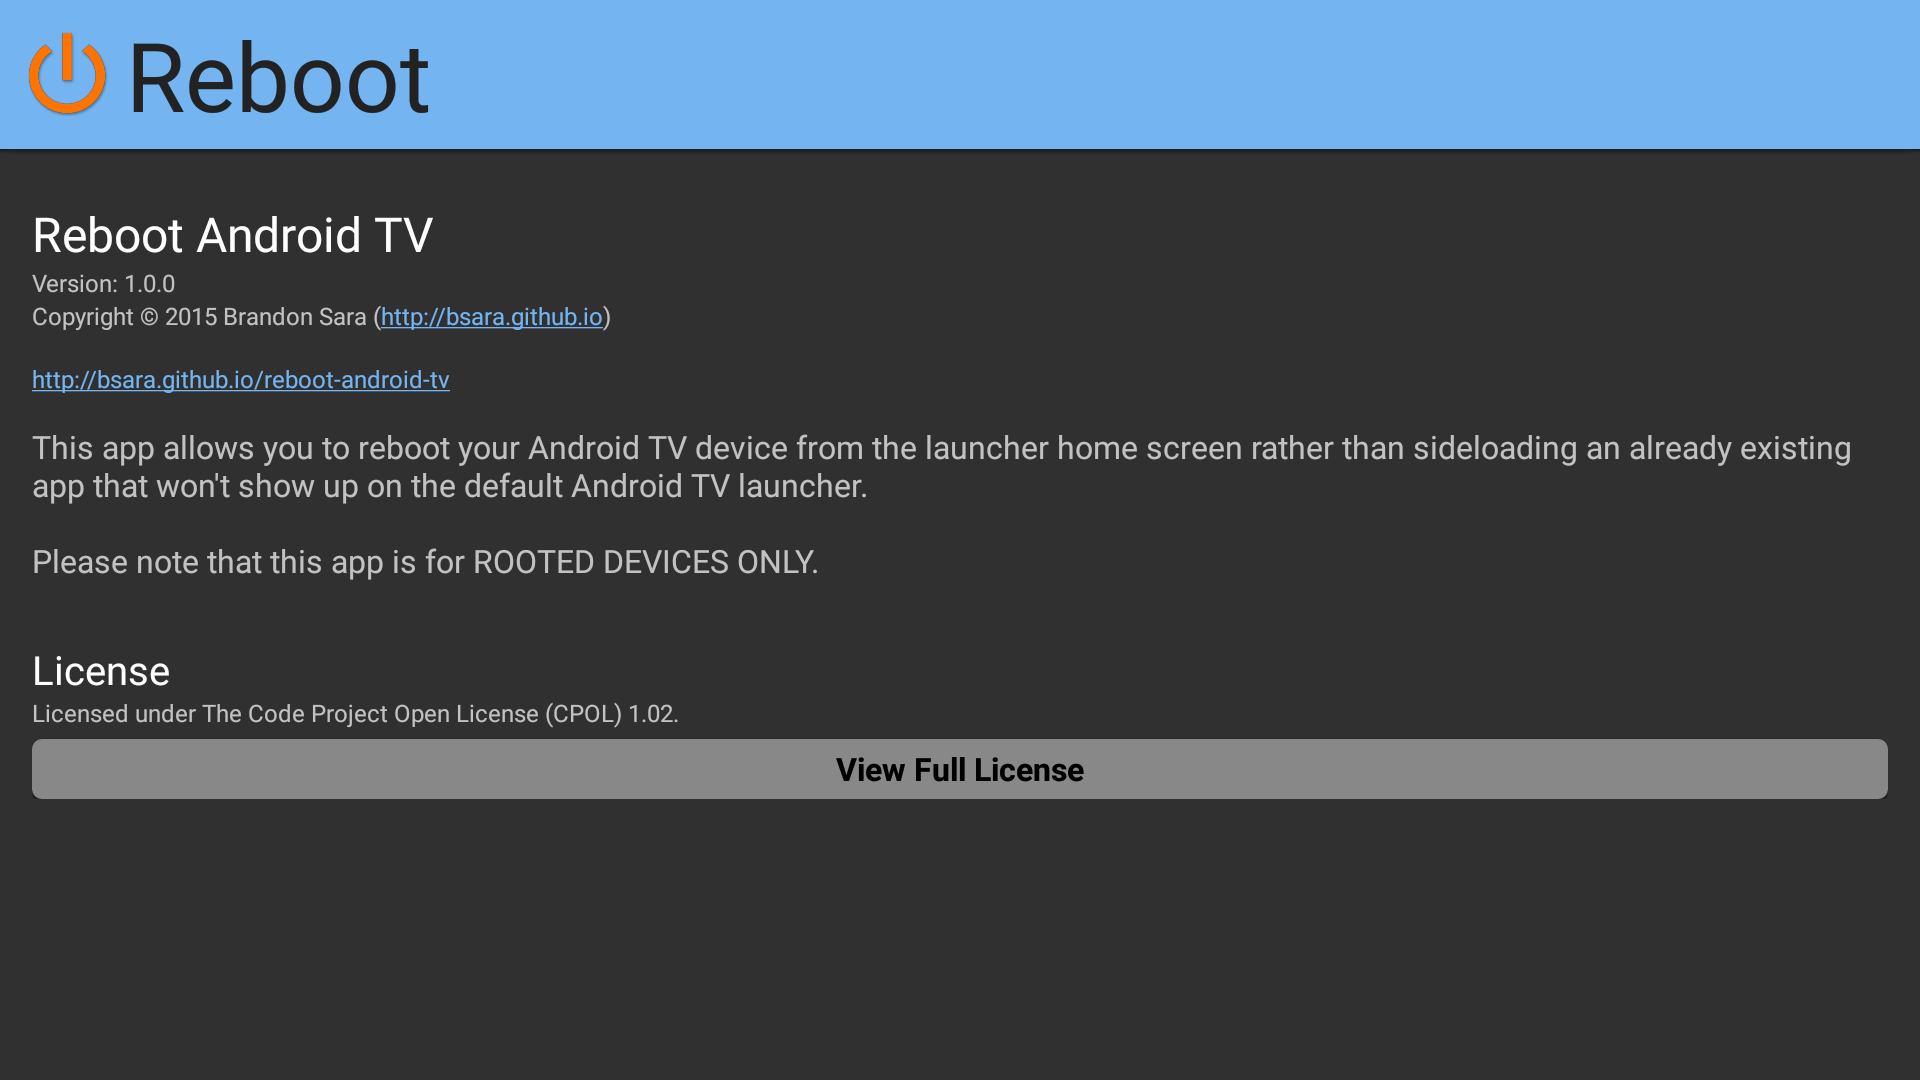 Reboot
Reboot Android TV
Version: 1.0.0
Copyright © 2015 Brandon Sara (http://bsara.github.io)
http://bsara.github.io/reboot-android-tv
This app allows you to reboot your Android TV device from the launcher home screen rather than sideloading an already existing
app that won't show up on the default Android TV launcher.
Please note that this app is for ROOTED DEVICES ONLY.
License
Licensed under The Code Project Open License (CPOL) 1.02.
View Full License